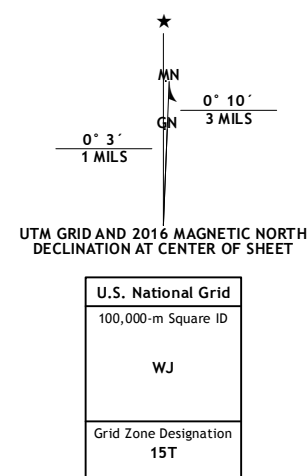 ★
MN
0° 10´
3 MILS
GN
0° 3´
1 MILS
UTM GRID AND 2016 MAGNETIC NORTH
DECLINATION AT CENTER OF SHEET
U.S. National Grid
100,000-m Square ID
WJ
Grid Zone Designation
15T